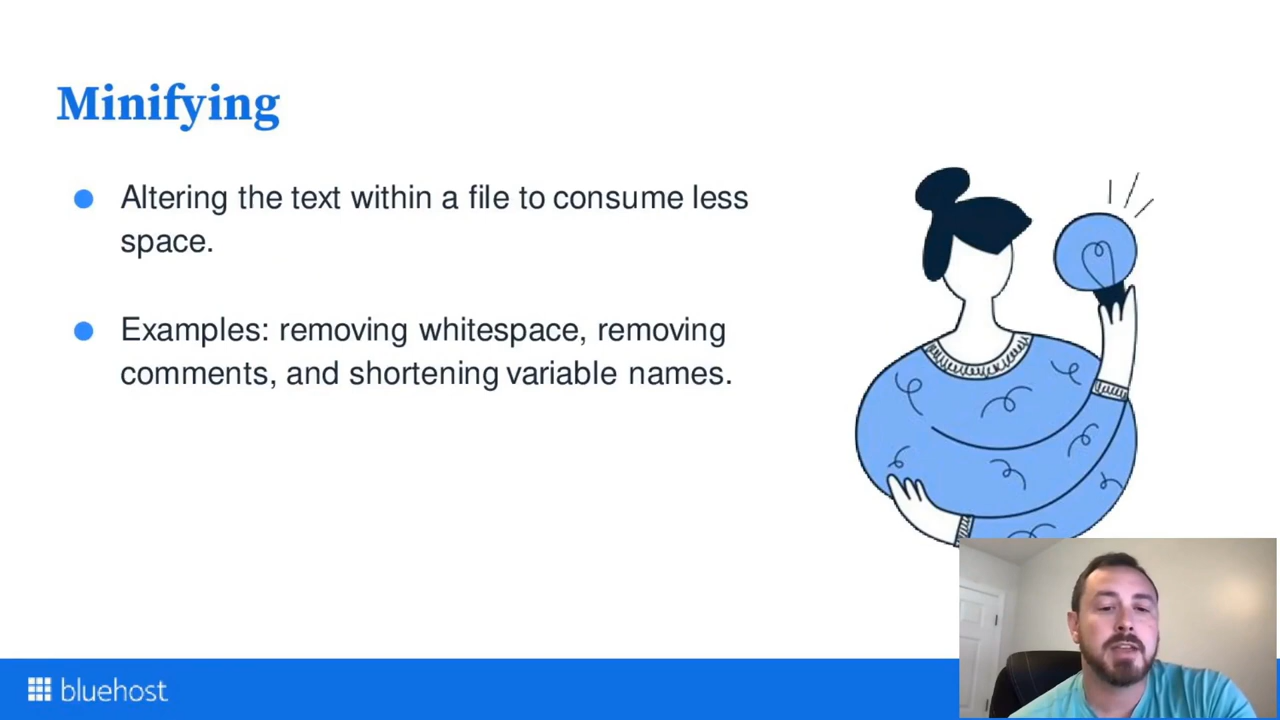 Minifying
Altering the text within a file to consume less
space.
Examples: removing whitespace, removing
comments, and shortening variable names.
bluehost